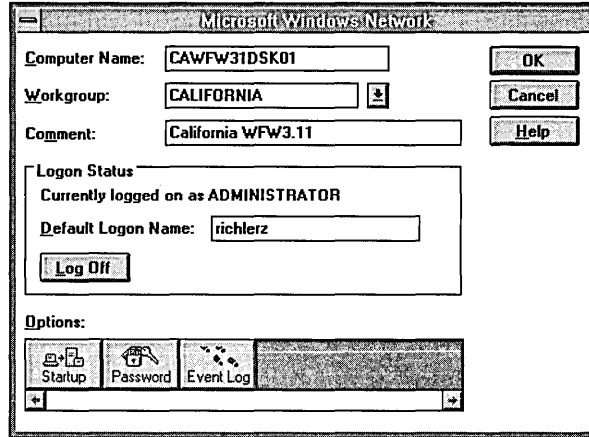 Microsoft Windows Network
Computer Name: CAWFW31DSK01
OK
Workgroup: CALIFORNIA
Cancel
Comment: California WFW3.11
Help
Logon Status
Currently logged on as ADMINISTRATOR
Default Logon Name: richlerz
Log Off
Options:
Startup Password Event Log